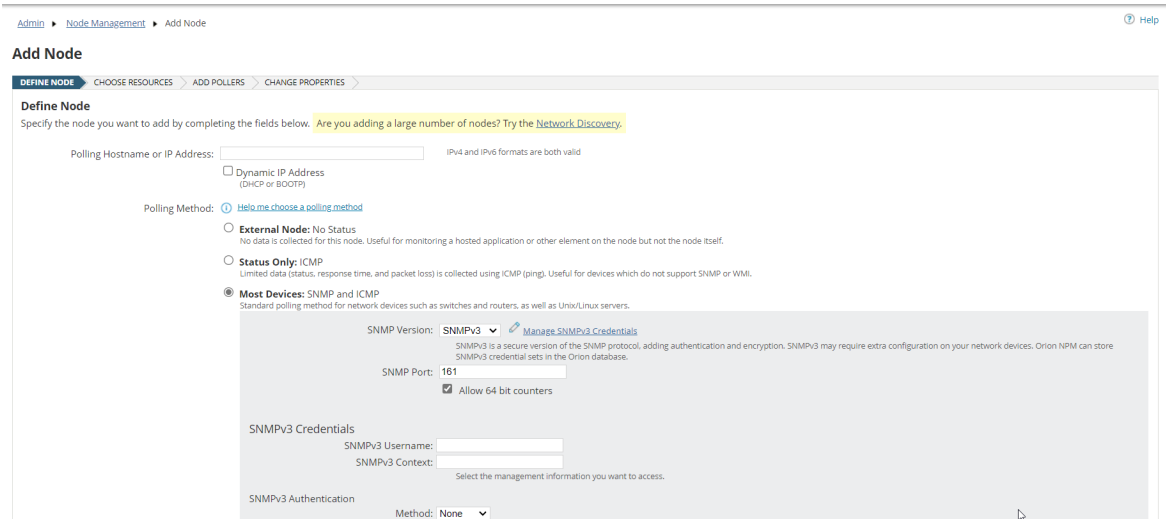 Admin ▸ Node Management ▸ Add Node
Help
Add Node
DEFINE NODE CHOOSE RESOURCES ADD POLLERS CHANGE PROPERTIES
Define Node
Specify the node you want to add by completing the fields below. Are you adding a large number of nodes? Try the Network Discovery.
Polling Hostname or IP Address: IPv4 and IPv6 formats are both valid
Dynamic IP Address
(DHCP or BOOTP)
Polling Method: Help me choose a polling method
External Node: No Status
No data is collected for this node. Useful for monitoring a hosted application or other element on the node but not the node itself.
Status Only: ICMP
Limited data (status, response time, and packet loss) is collected using ICMP (ping). Useful for devices which do not support SNMP or WMI.
Most Devices: SNMP and ICMP
Standard polling method for network devices such as switches and routers, as well as Unix/Linux servers.
SNMP Version: SNMPv3 Manage SNMPv3 Credentials
SNMPv3 is a secure version of the SNMP protocol, adding authentication and encryption. SNMPv3 may require extra configuration on your network devices. Orion NPM can store
SNMPv3 credential sets in the Orion database.
SNMP Port: 161
Allow 64 bit counters
SNMPv3 Credentials
SNMPv3 Username:
SNMPv3 Context:
Select the management information you want to access.
SNMPv3 Authentication
Method: None